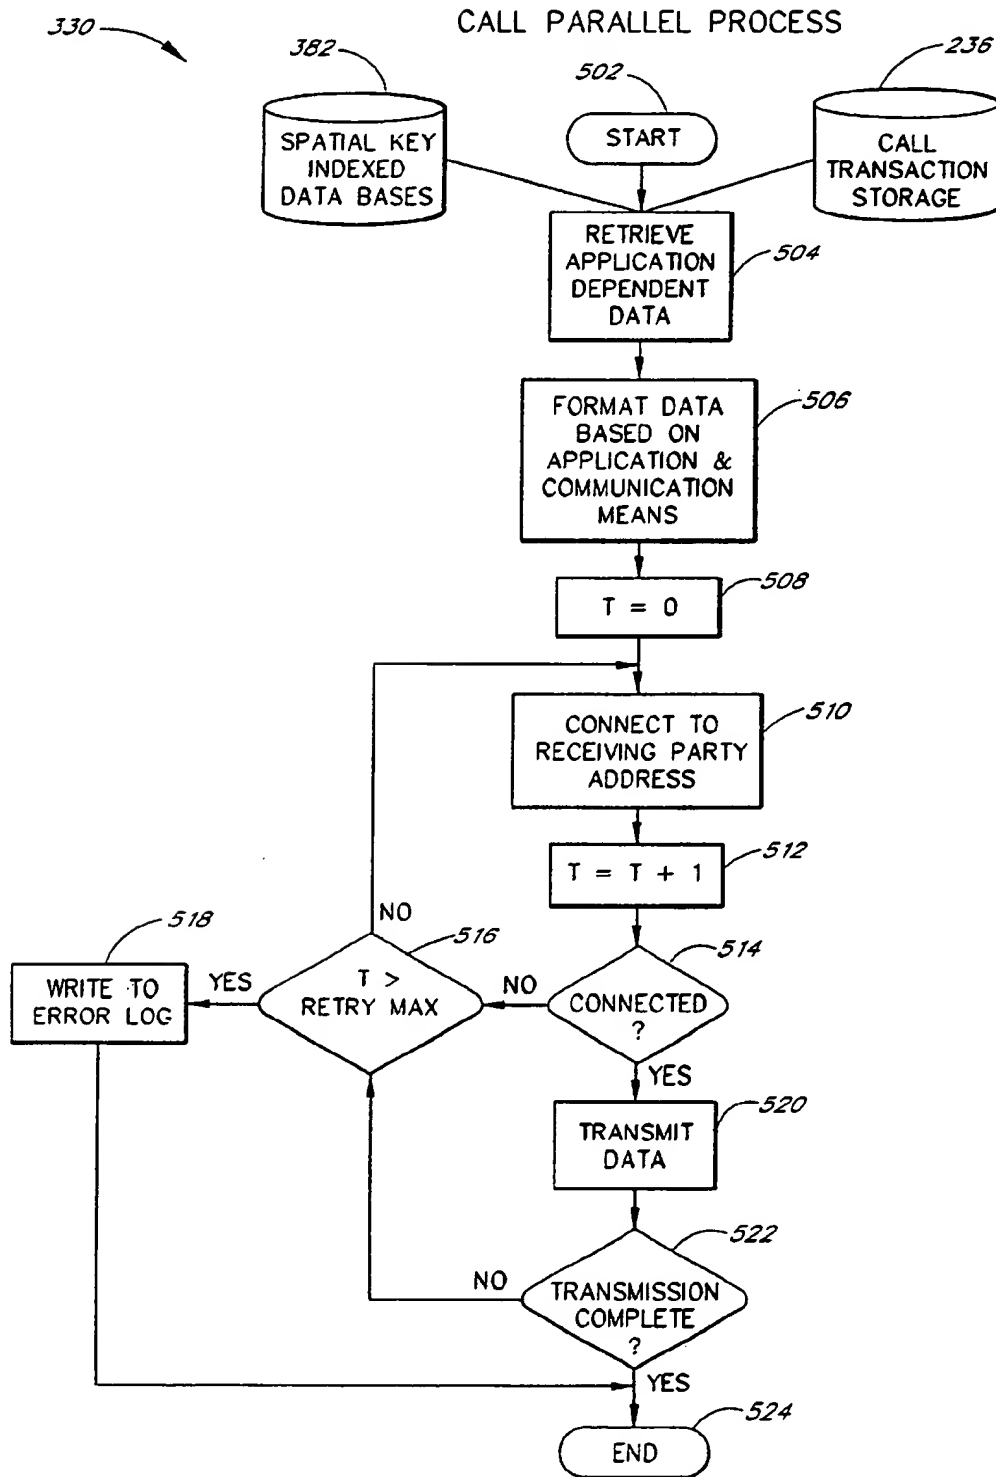 CALL PARALLEL PROCESS
330
382
502
236
SPATIAL KEY
INDEXED
DATA BASES
START
CALL
TRANSACTION
STORAGE
RETRIEVE
APPLICATION
DEPENDENT
DATA
504
FORMAT DATA
BASED ON
APPLICATION &
COMMUNICATION
MEANS
506
T = 0
508
CONNECT TO
RECEIVING PARTY
ADDRESS
510
T = T + 1
512
NO
518
516
514
WRITE TO
ERROR LOG
YES
T >
RETRY MAX
NO
CONNECTED
?
YES
TRANSMIT
DATA
520
522
NO
TRANSMISSION
COMPLETE
?
YES
524
END